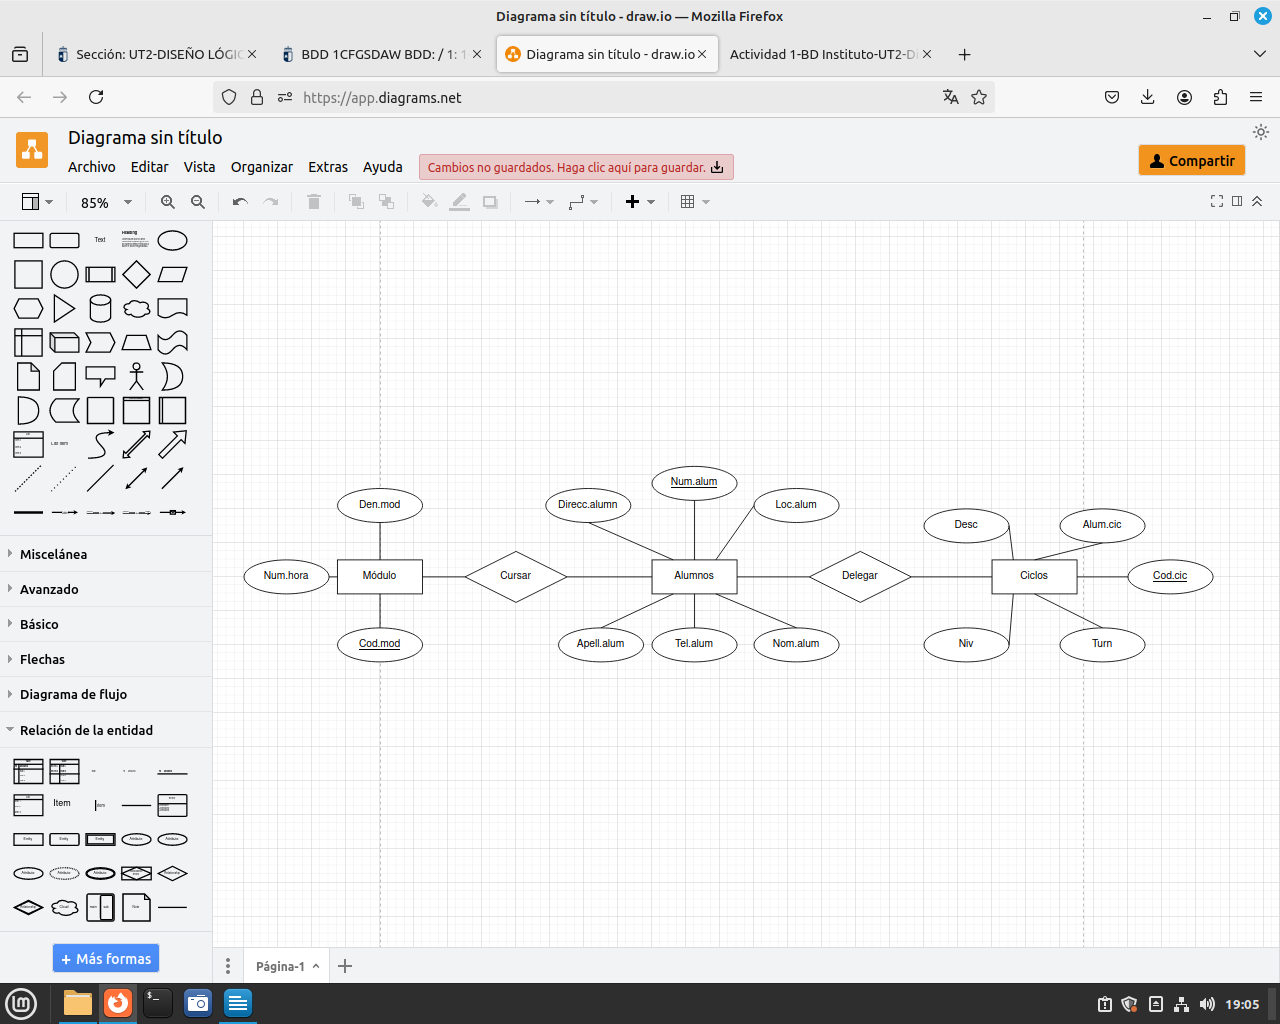 Diagrama sin título - draw.io — Mozilla Firefox
Sección: UT2-DISEÑO LÓGIC
BDD 1CFGSDAW BDD: / 1: 1
Diagrama sin título - draw.io
Actividad 1-BD Instituto-UT2-Di
https://app.diagrams.net
Diagrama sin título
Archivo Editar Vista Organizar Extras Ayuda
Cambios no guardados. Haga clic aquí para guardar.
Compartir
85%
Text
Heading
List Item
Miscelánea
Avanzado
Básico
Flechas
Diagrama de flujo
Relación de la entidad
Item
+ Más formas
Num.alum
Den.mod
Direcc.alumn
Loc.alum
Desc
Alum.cic
Num.hora
Módulo
Cursar
Alumnos
Delegar
Ciclos
Cod.cic
Cod.mod
Apell.alum
Tel.alum
Nom.alum
Niv
Turn
Página-1
19:05